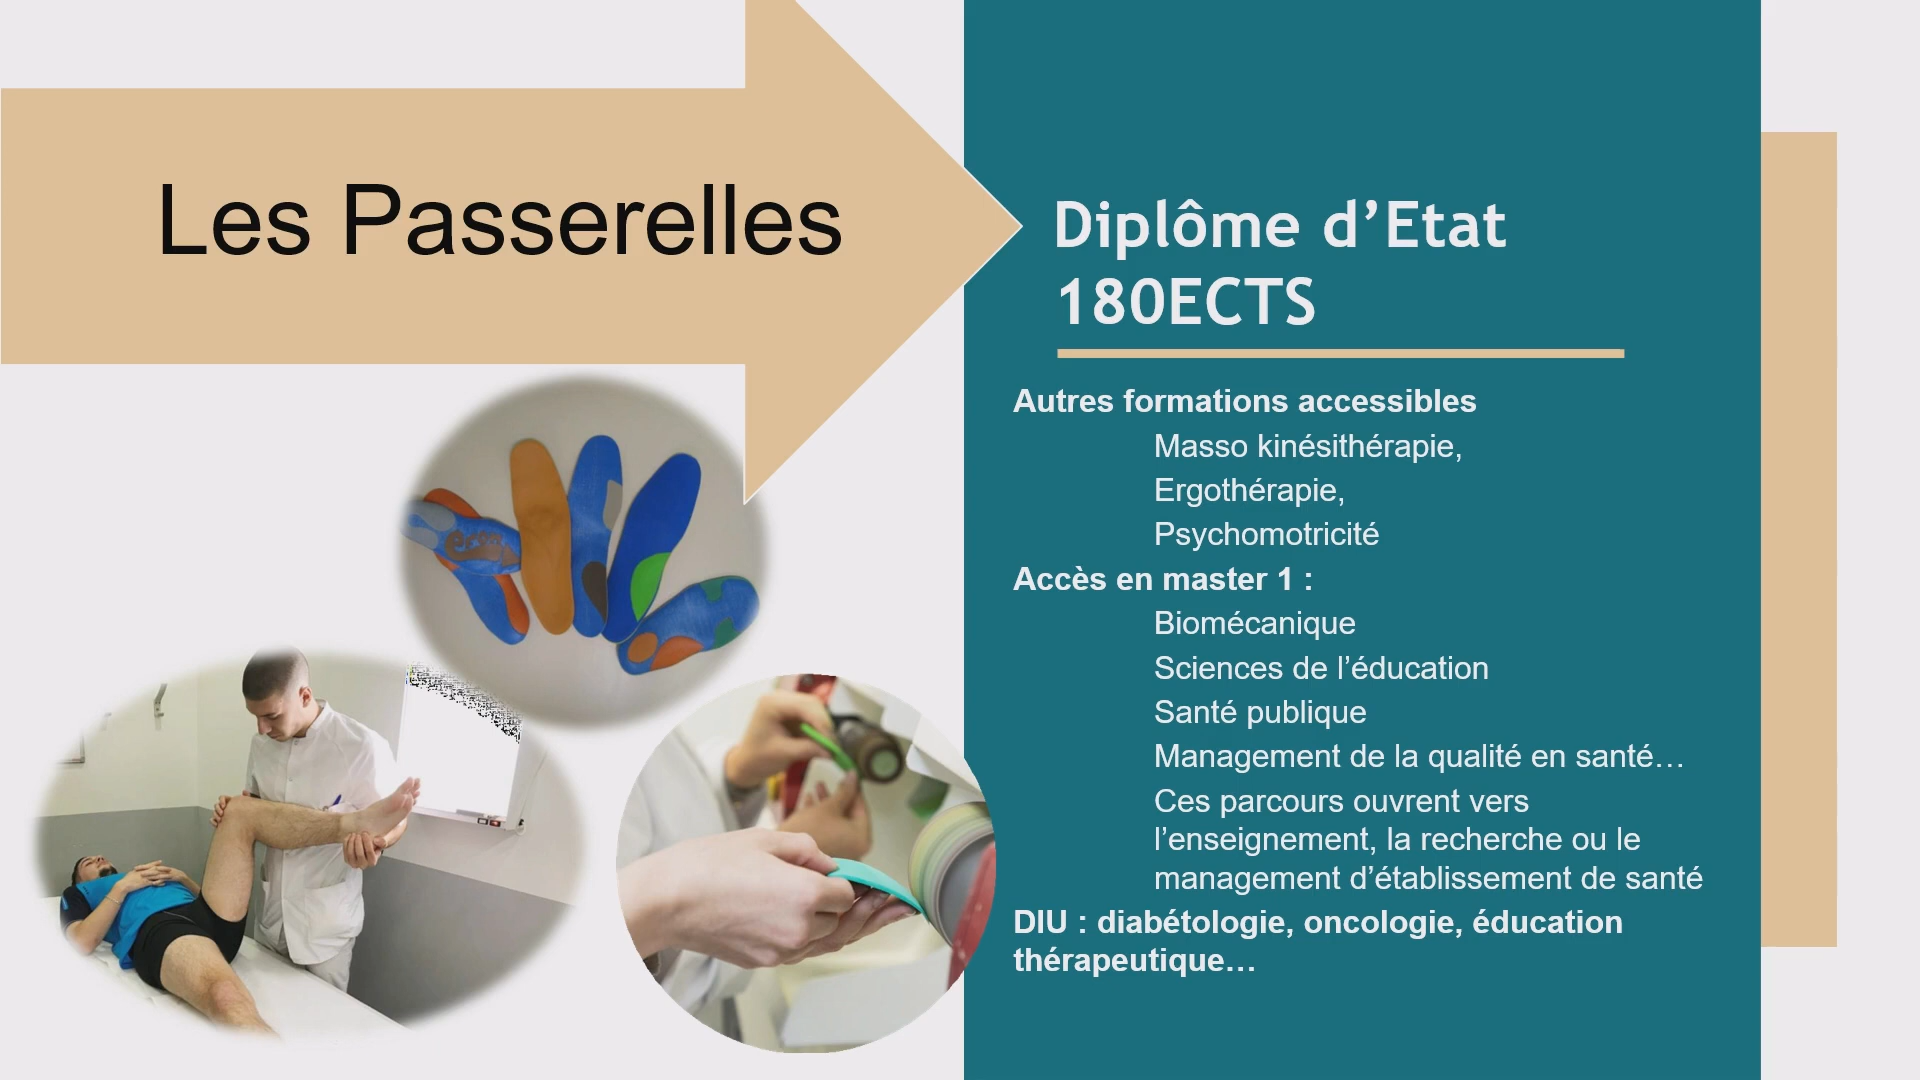 Les Passerelles
Diplôme d’Etat
180ECTS
Autres formations accessibles
Masso kinésithérapie,
Ergothérapie,
Psychomotricité
Accès en master 1 :
Biomécanique
Sciences de l’éducation
Santé publique
Management de la qualité en santé…
Ces parcours ouvrent vers
l’enseignement, la recherche ou le
management d’établissement de santé
DIU : diabétologie, oncologie, éducation
thérapeutique…